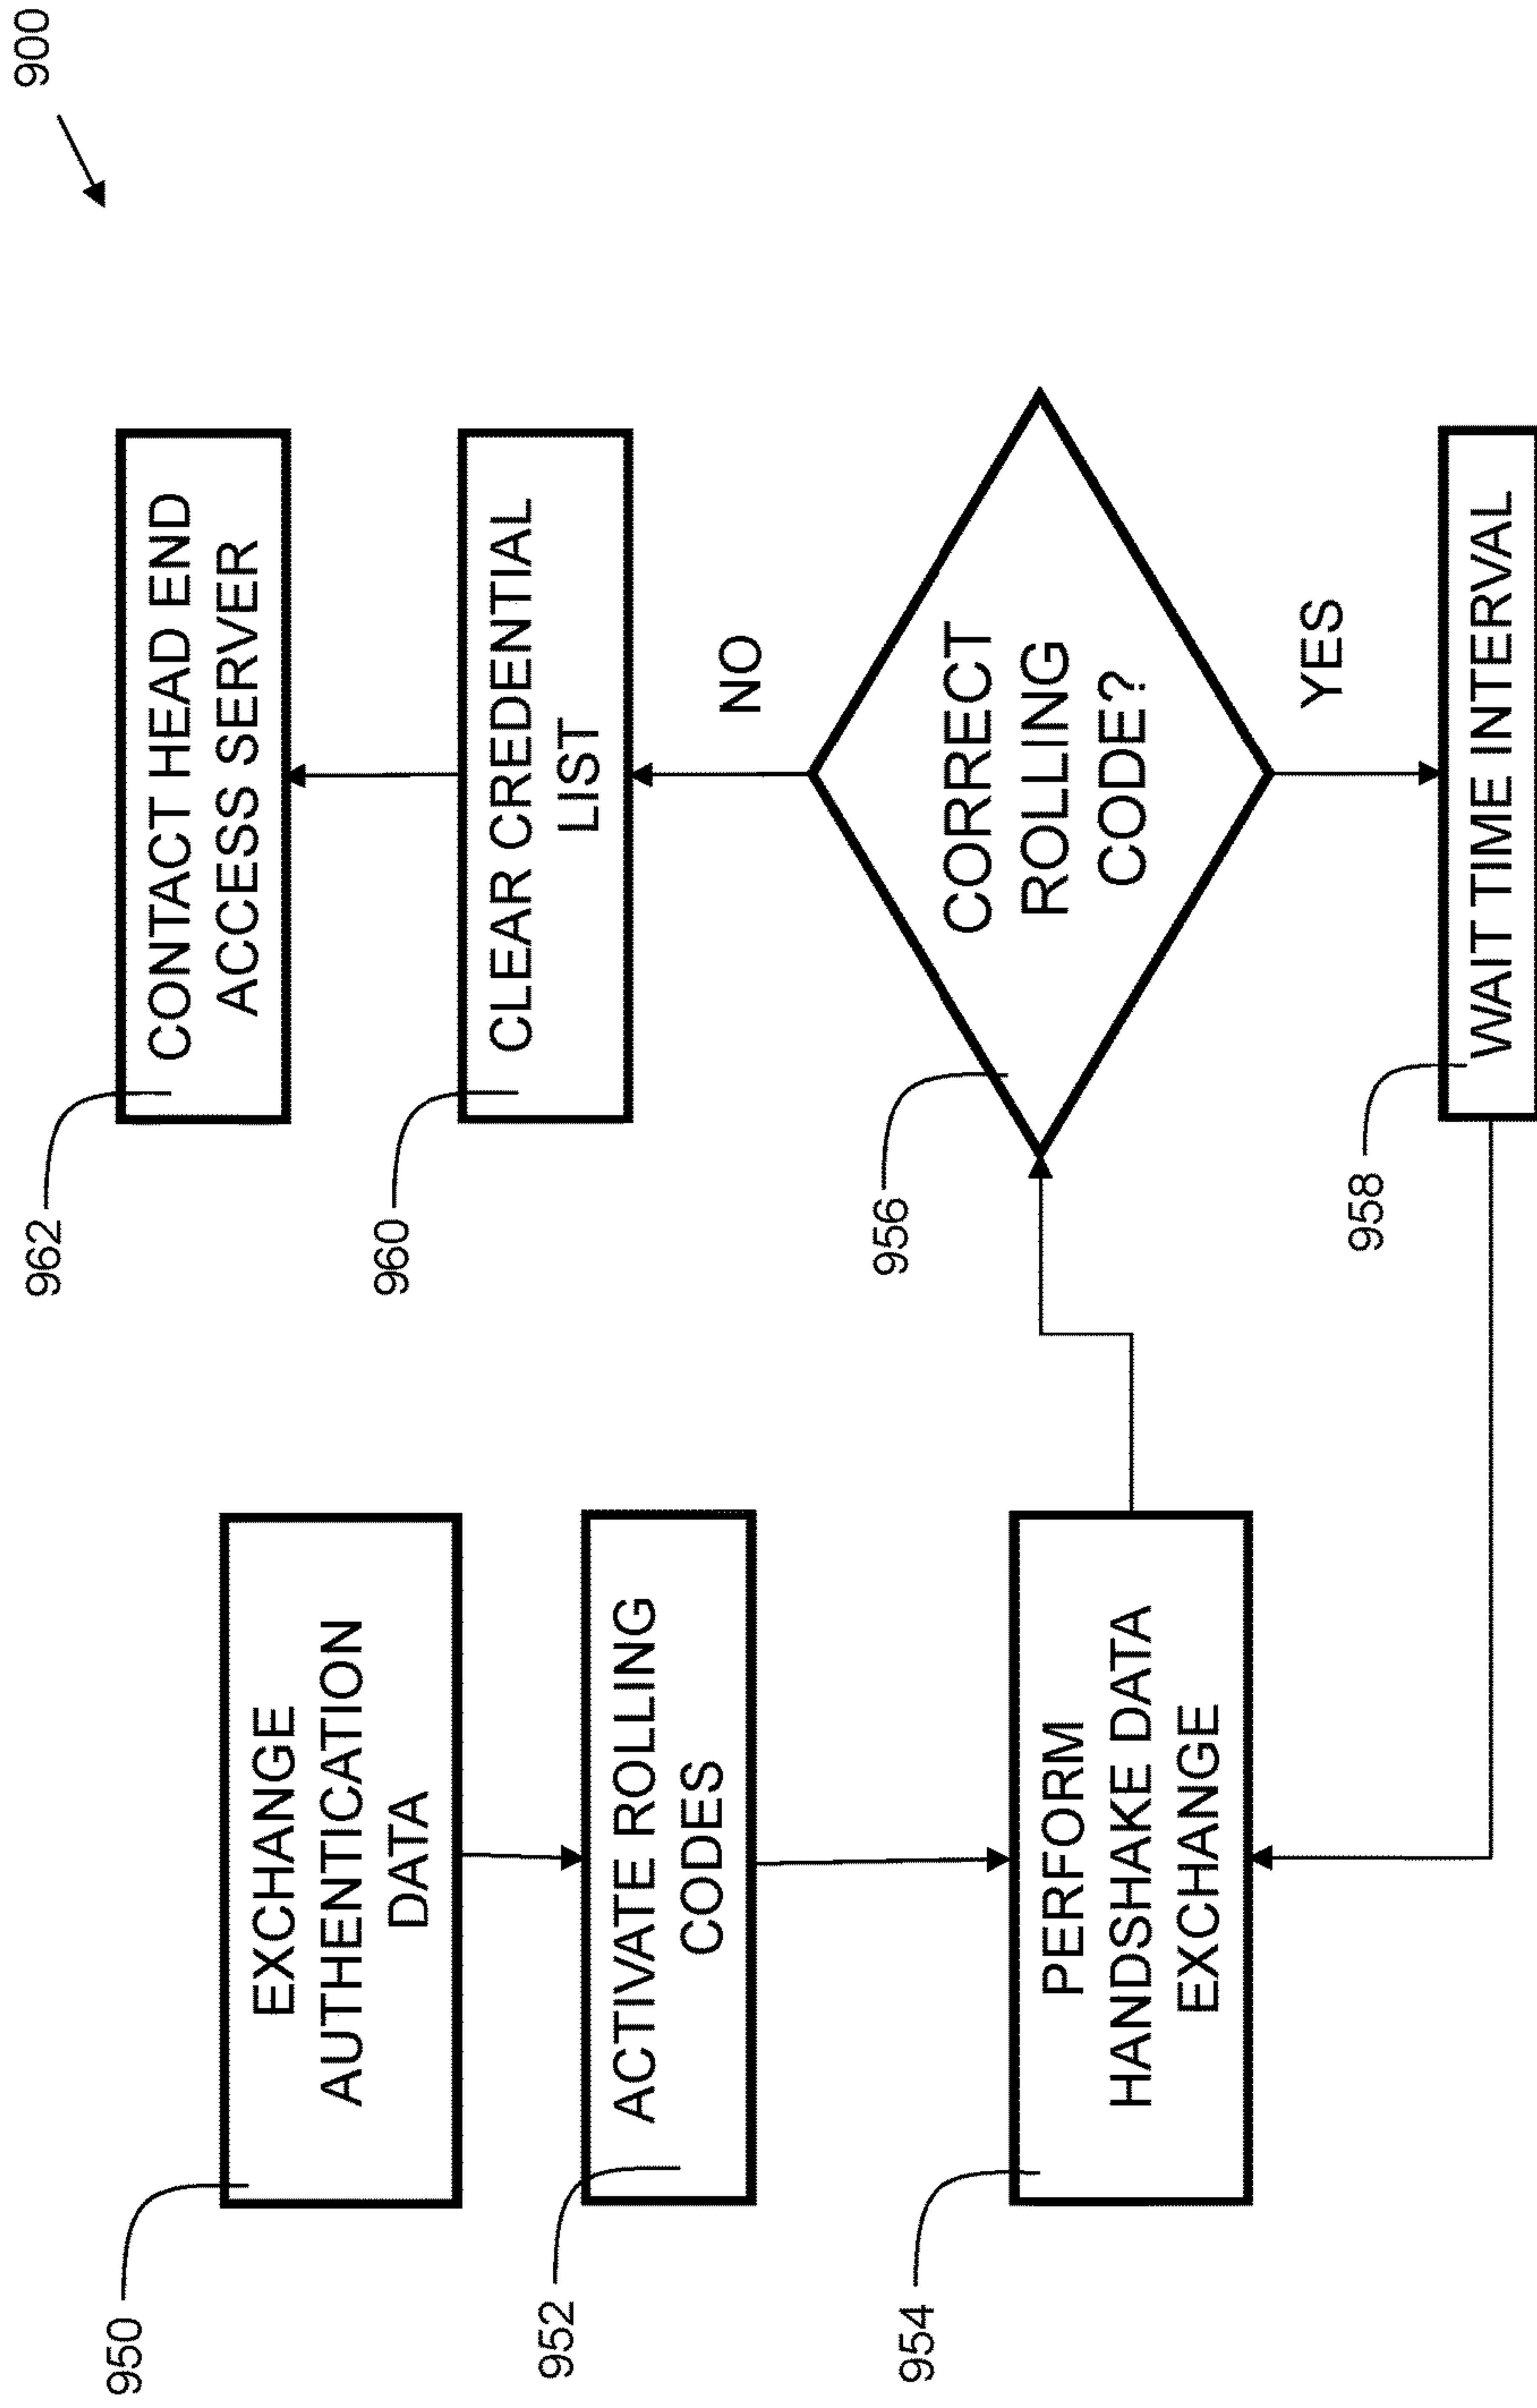 900
950
EXCHANGE
AUTHENTICATION
DATA
952
ACTIVATE ROLLING
CODES
954
PERFORM
HANDSHAKE DATA
EXCHANGE
962
CONTACT HEAD END
ACCESS SERVER
960
CLEAR CREDENTIAL
LIST
NO
956
CORRECT
ROLLING
CODE?
YES
958
WAIT TIME INTERVAL